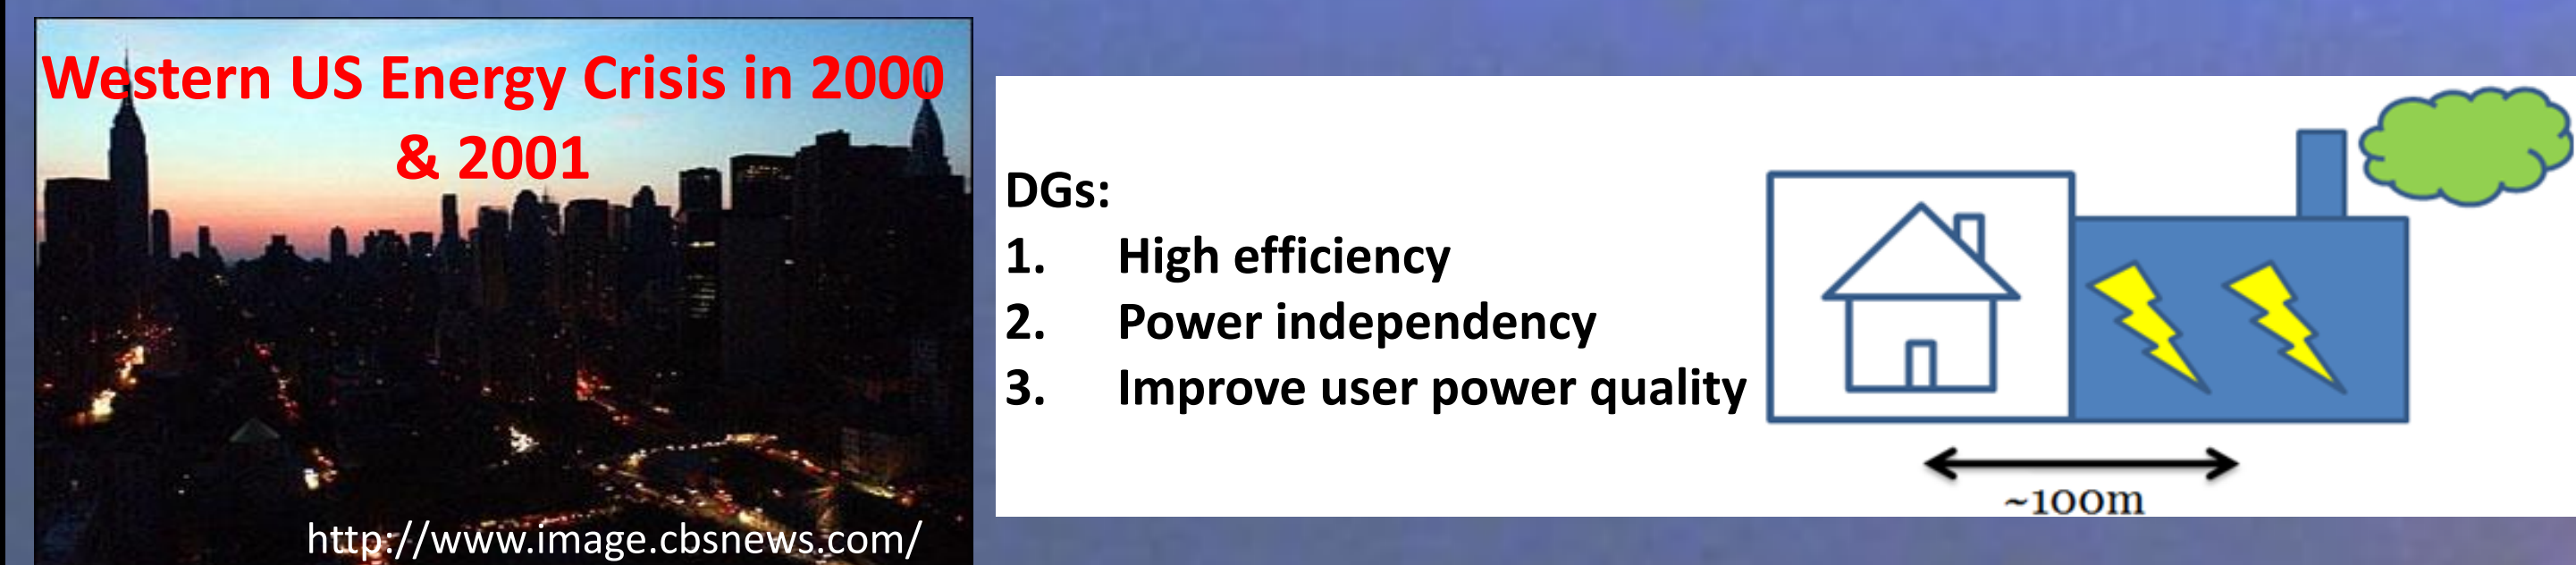 Western US Energy Crisis in 2000
& 2001
http://www.image.cbsnews.com/
DGs:
1. High efficiency
2. Power independency
3. Improve user power quality
~100m